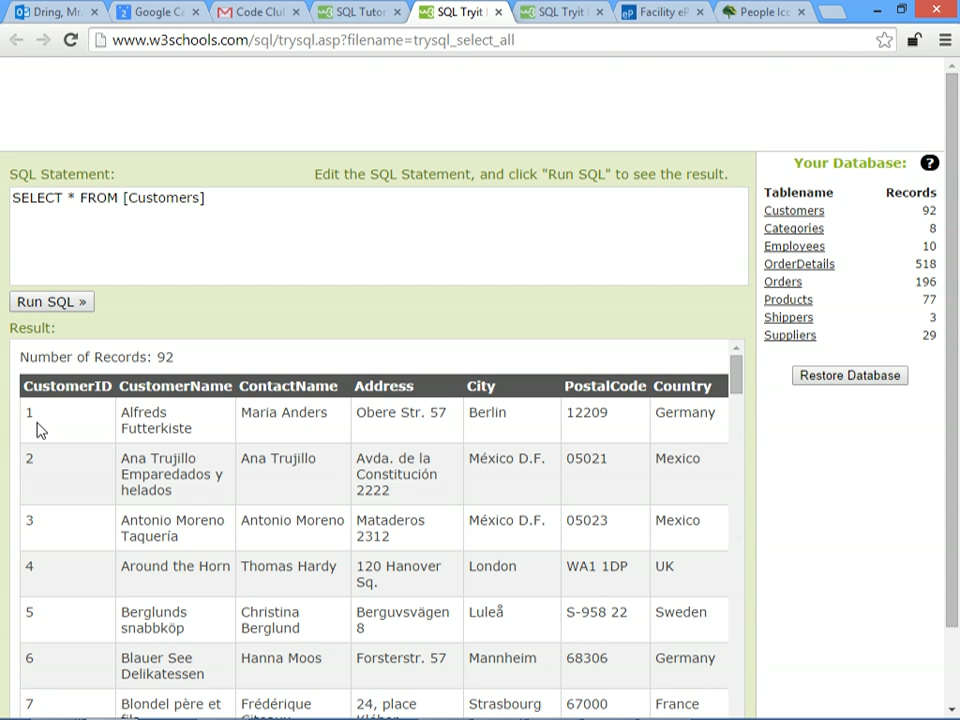 Dring, Mr.
Google Ca
Code Clul
SQL Tutor
SQL Tryit
SQL Tryit
Facility eP
People Icc
www.w3schools.com/sql/trysql.asp?filename=trysql_select_all
SQL Statement:
Edit the SQL Statement, and click "Run SQL" to see the result.
SELECT * FROM [Customers]
Run SQL »
Result:
Number of Records: 92
CustomerID CustomerName ContactName Address City PostalCode Country
1 Alfreds Futterkiste Maria Anders Obere Str. 57 Berlin 12209 Germany
2 Ana Trujillo Emparedados y helados Ana Trujillo Avda. de la Constitución 2222 México D.F. 05021 Mexico
3 Antonio Moreno Taquería Antonio Moreno Mataderos 2312 México D.F. 05023 Mexico
4 Around the Horn Thomas Hardy 120 Hanover Sq. London WA1 1DP UK
5 Berglunds snabbköp Christina Berglund Berguvsvägen 8 Luleå S-958 22 Sweden
6 Blauer See Delikatessen Hanna Moos Forsterstr. 57 Mannheim 68306 Germany
7 Blondel père et Frédérique 24, place Strasbourg 67000 France
Your Database: ?
Tablename Records
Customers 92
Categories 8
Employees 10
OrderDetails 518
Orders 196
Products 77
Shippers 3
Suppliers 29
Restore Database